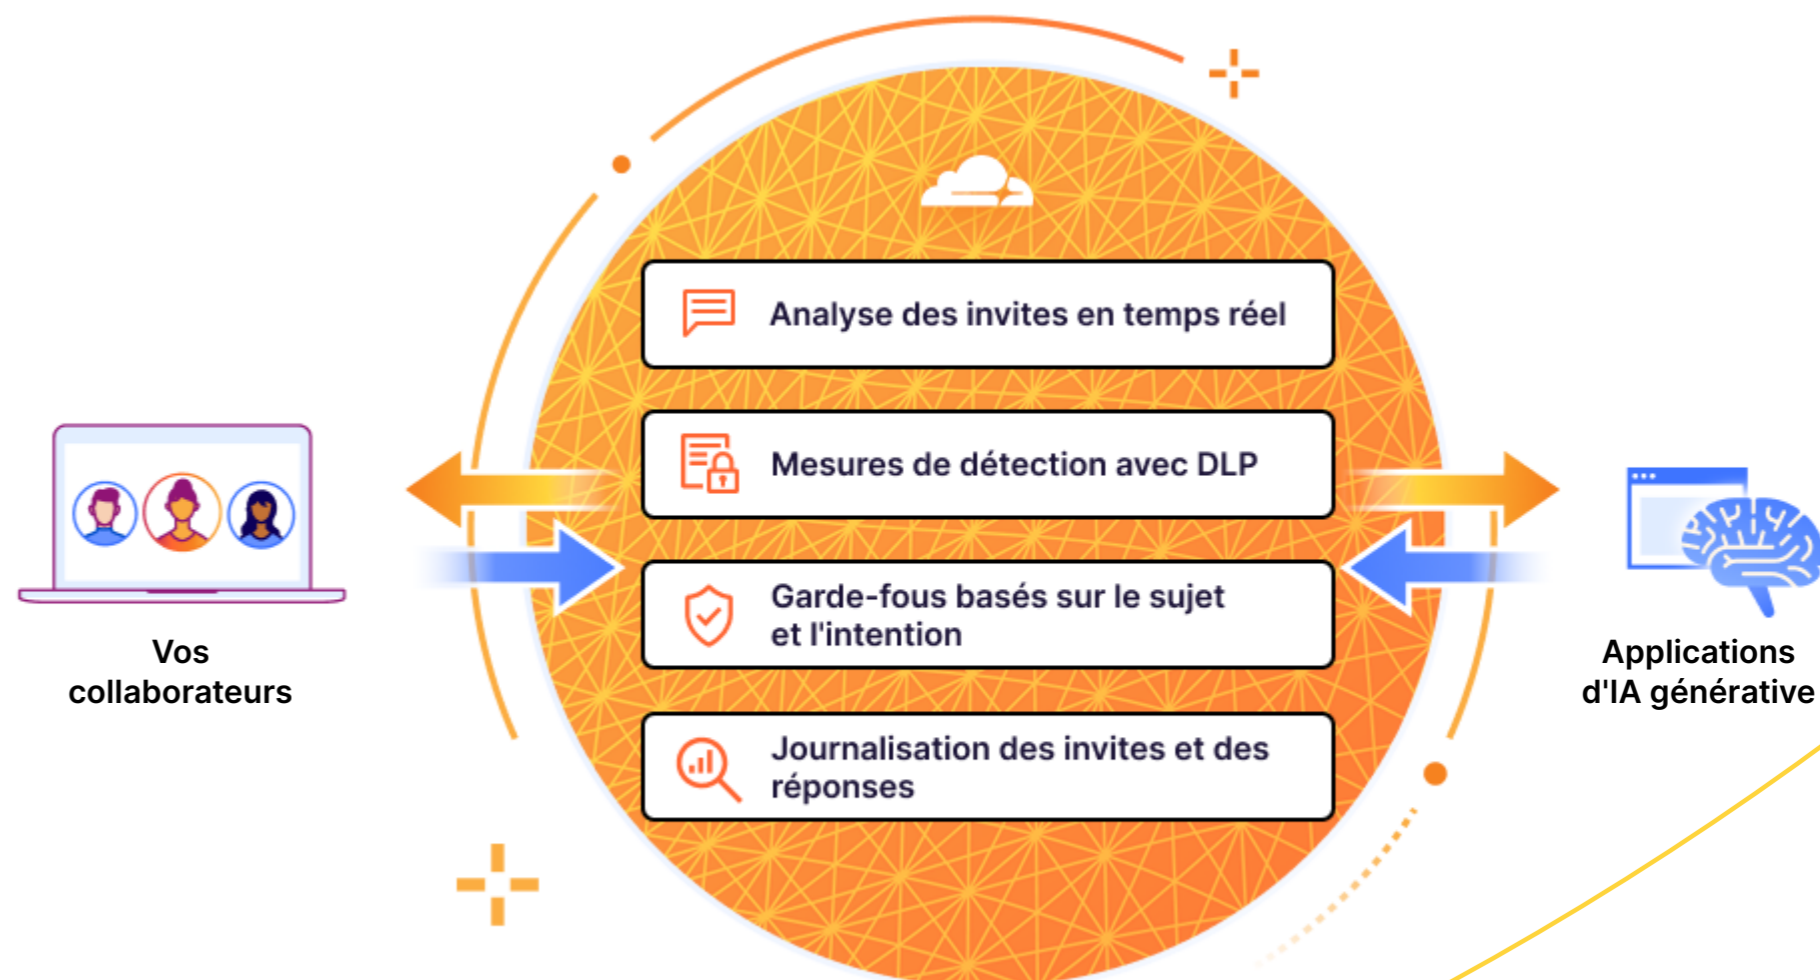 Analyse des invites en temps réel
Mesures de détection avec DLP
Garde-fous basés sur le sujet
et l'intention
Journalisation des invites et des
réponses
Vos
collaborateurs
Applications
d'IA générative